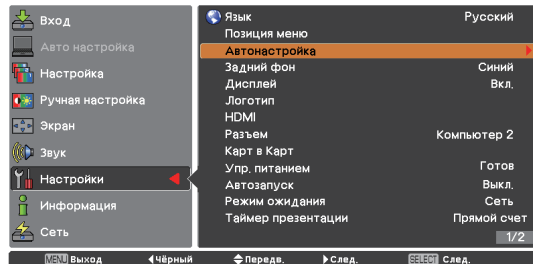 Вход
Авто настройка
Настройка
Ручная настройка
Экран
Звук
Настройки
Информация
Сеть
Язык Русский
Позиция меню
Автонастройка
Задний фон Синий
Дисплей Вкл.
Логотип
HDMI
Разъем Компьютер 2
Карт в Карт
Упр. питанием Готов
Автозапуск Выкл.
Режим ожидания Сеть
Таймер презентации Прямой счет
1/2
MENU Выход Чёрный Передв. След. SELECT След.